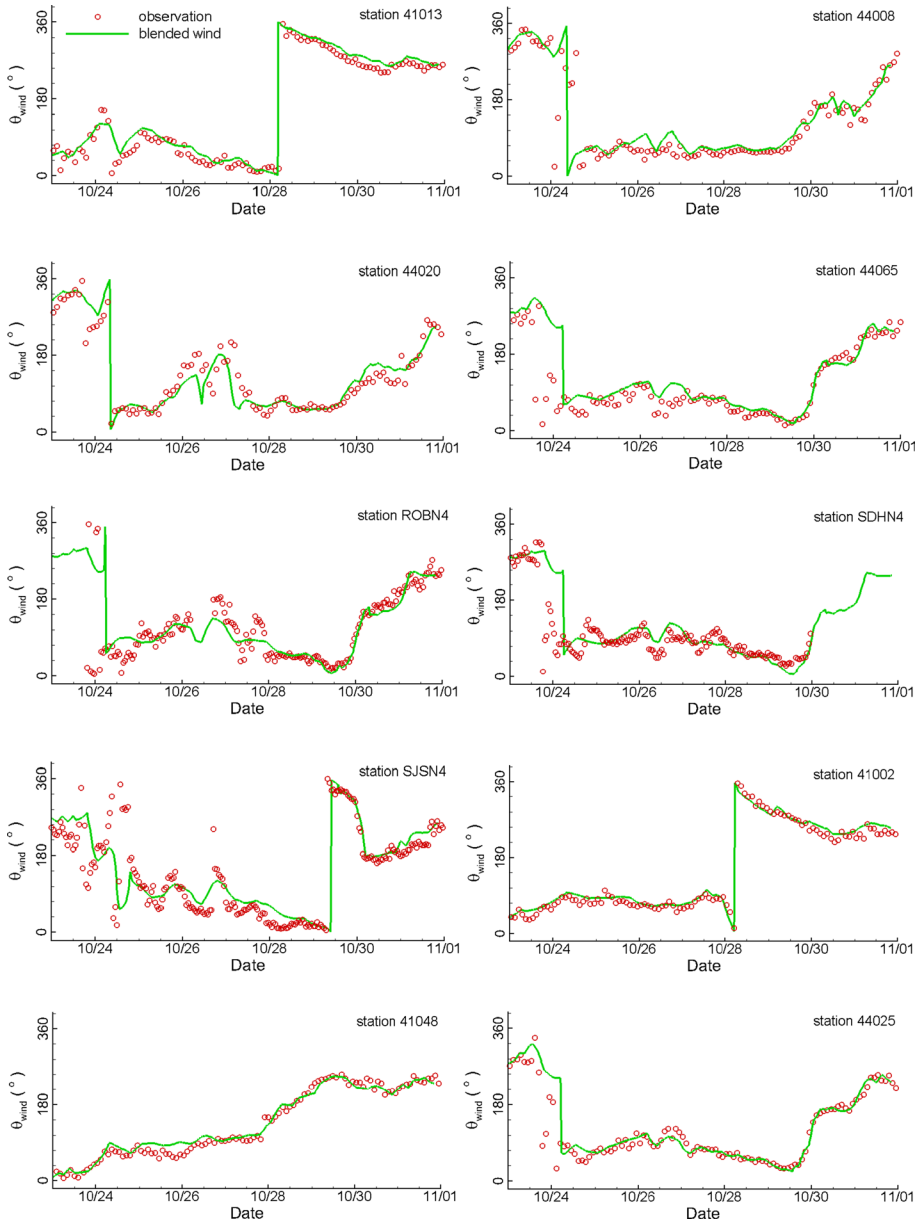 station 41013
observation
blended wind
360
180
0
θwind ( ° )
10/24 10/26 10/28 10/30 11/01
Date
station 44008
360
180
0
θwind ( ° )
10/24 10/26 10/28 10/30 11/01
Date
station 44020
360
180
0
θwind ( ° )
10/24 10/26 10/28 10/30 11/01
Date
station 44065
360
180
0
θwind ( ° )
10/24 10/26 10/28 10/30 11/01
Date
station ROBN4
360
180
0
θwind ( ° )
10/24 10/26 10/28 10/30 11/01
Date
station SDHN4
360
180
0
θwind ( ° )
10/24 10/26 10/28 10/30 11/01
Date
station SJSN4
360
180
0
θwind ( ° )
10/24 10/26 10/28 10/30 11/01
Date
station 41002
360
180
0
θwind ( ° )
10/24 10/26 10/28 10/30 11/01
Date
station 41048
360
180
0
θwind ( ° )
10/24 10/26 10/28 10/30 11/01
Date
station 44025
360
180
0
θwind ( ° )
10/24 10/26 10/28 10/30 11/01
Date